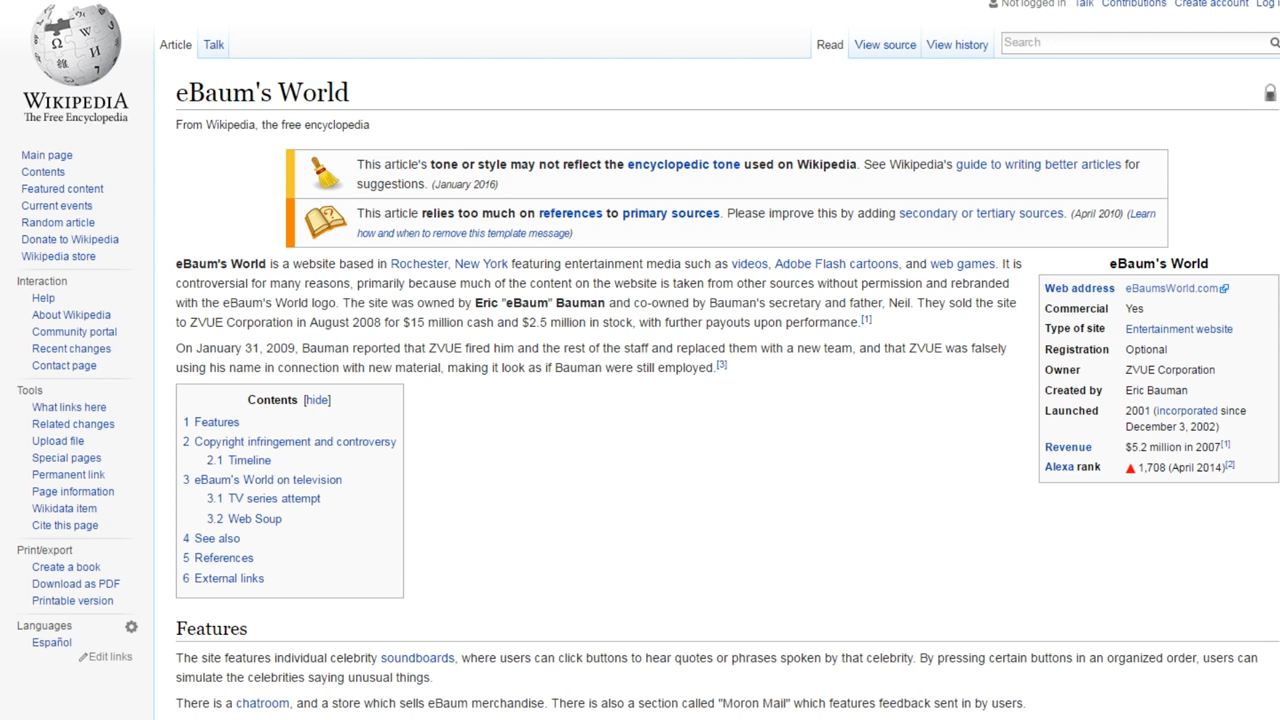 Not logged in Talk Contributions Create account Log i
Article Talk Read View source View history Search
WIKIPEDIA
The Free Encyclopedia
Main page
Contents
Featured content
Current events
Random article
Donate to Wikipedia
Wikipedia store
Interaction
Help
About Wikipedia
Community portal
Recent changes
Contact page
Tools
What links here
Related changes
Upload file
Special pages
Permanent link
Page information
Wikidata item
Cite this page
Print/export
Create a book
Download as PDF
Printable version
Languages
Español
Edit links
eBaum's World
From Wikipedia, the free encyclopedia
This article's tone or style may not reflect the encyclopedic tone used on Wikipedia. See Wikipedia's guide to writing better articles for
suggestions. (January 2016)
This article relies too much on references to primary sources. Please improve this by adding secondary or tertiary sources. (April 2010) (Learn
how and when to remove this template message)
eBaum's World is a website based in Rochester, New York featuring entertainment media such as videos, Adobe Flash cartoons, and web games. It is
controversial for many reasons, primarily because much of the content on the website is taken from other sources without permission and rebranded
with the eBaum's World logo. The site was owned by Eric "eBaum" Bauman and co-owned by Bauman's secretary and father, Neil. They sold the site
to ZVUE Corporation in August 2008 for $15 million cash and $2.5 million in stock, with further payouts upon performance.[1]
On January 31, 2009, Bauman reported that ZVUE fired him and the rest of the staff and replaced them with a new team, and that ZVUE was falsely
using his name in connection with new material, making it look as if Bauman were still employed.[3]
eBaum's World
Web address eBaumsWorld.com
Commercial Yes
Type of site Entertainment website
Registration Optional
Owner ZVUE Corporation
Created by Eric Bauman
Launched 2001 (incorporated since
December 3, 2002)
Revenue $5.2 million in 2007[1]
Alexa rank 1,708 (April 2014)[2]
Contents [hide]
1 Features
2 Copyright infringement and controversy
2.1 Timeline
3 eBaum's World on television
3.1 TV series attempt
3.2 Web Soup
4 See also
5 References
6 External links
Features
The site features individual celebrity soundboards, where users can click buttons to hear quotes or phrases spoken by that celebrity. By pressing certain buttons in an organized order, users can
simulate the celebrities saying unusual things.
There is a chatroom, and a store which sells eBaum merchandise. There is also a section called "Moron Mail" which features feedback sent in by users.